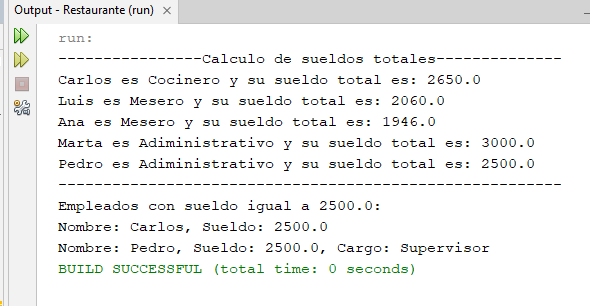 Output - Restaurante (run) ×
run:
----------------Calculo de sueldos totales--------------
Carlos es Cocinero y su sueldo total es: 2650.0
Luis es Mesero y su sueldo total es: 2060.0
Ana es Mesero y su sueldo total es: 1946.0
Marta es Adiministrativo y su sueldo total es: 3000.0
Pedro es Adiministrativo y su sueldo total es: 2500.0
--------------------------------------------------------
Empleados con sueldo igual a 2500.0:
Nombre: Carlos, Sueldo: 2500.0
Nombre: Pedro, Sueldo: 2500.0, Cargo: Supervisor
BUILD SUCCESSFUL (total time: 0 seconds)